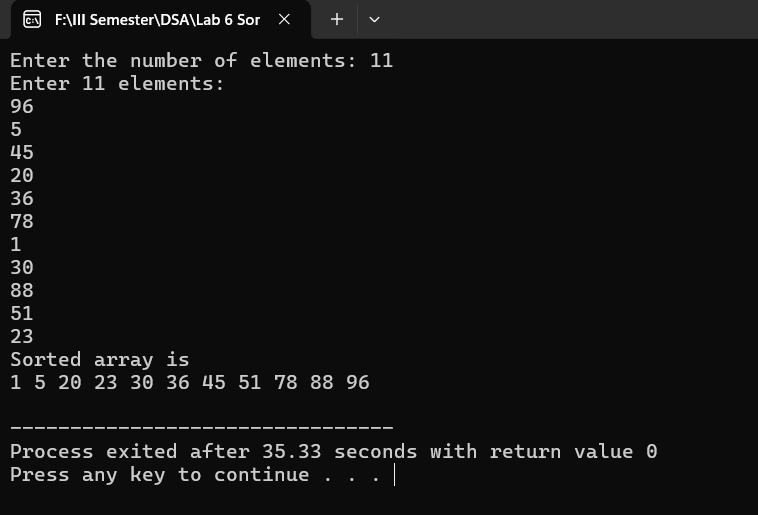 F:\III Semester\DSA\Lab 6 Sor
Enter the number of elements: 11
Enter 11 elements:
96
5
45
20
36
78
1
30
88
51
23
Sorted array is
1 5 20 23 30 36 45 51 78 88 96
--------------------------------
Process exited after 35.33 seconds with return value 0
Press any key to continue . . .